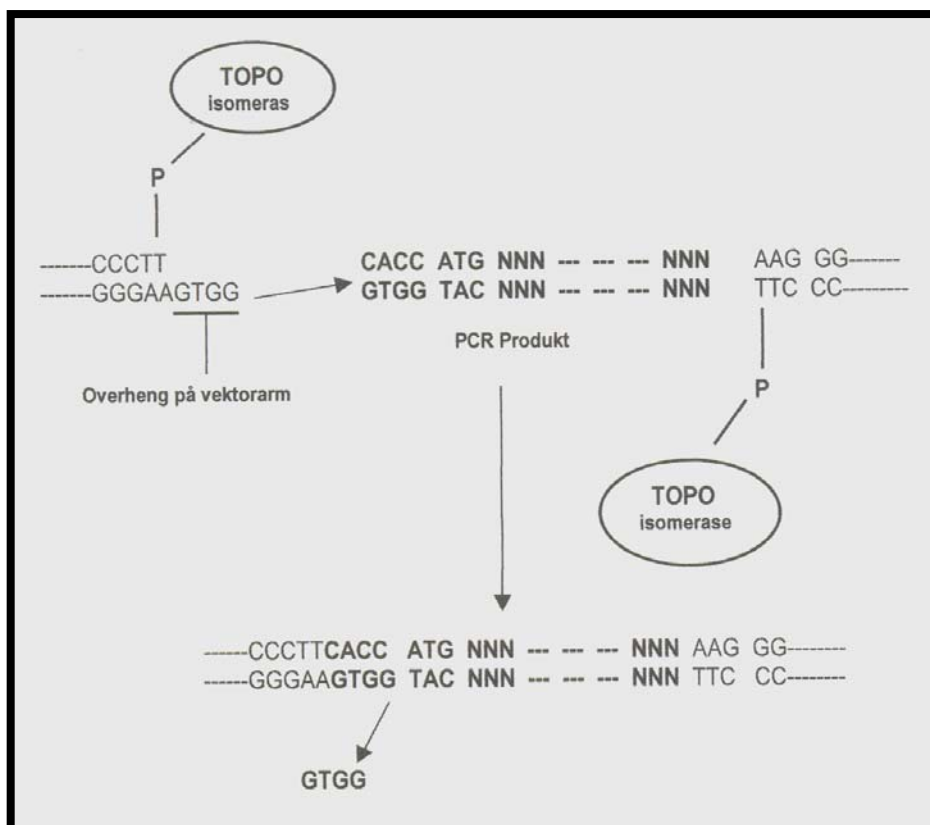 TOPO
isomeras
P
------CCCTT
------GGGAAGTGG
Overheng på vektorarm
CACC ATG NNN --- --- --- NNN
GTGG TAC NNN --- --- --- NNN
PCR Produkt
AAG GG------
TTC CC--------
P
TOPO
isomerase
------CCCTTCACC ATG NNN --- --- --- NNN AAG GG--------
------GGGAAGTGG TAC NNN --- --- --- NNN TTC CC--------
GTGG